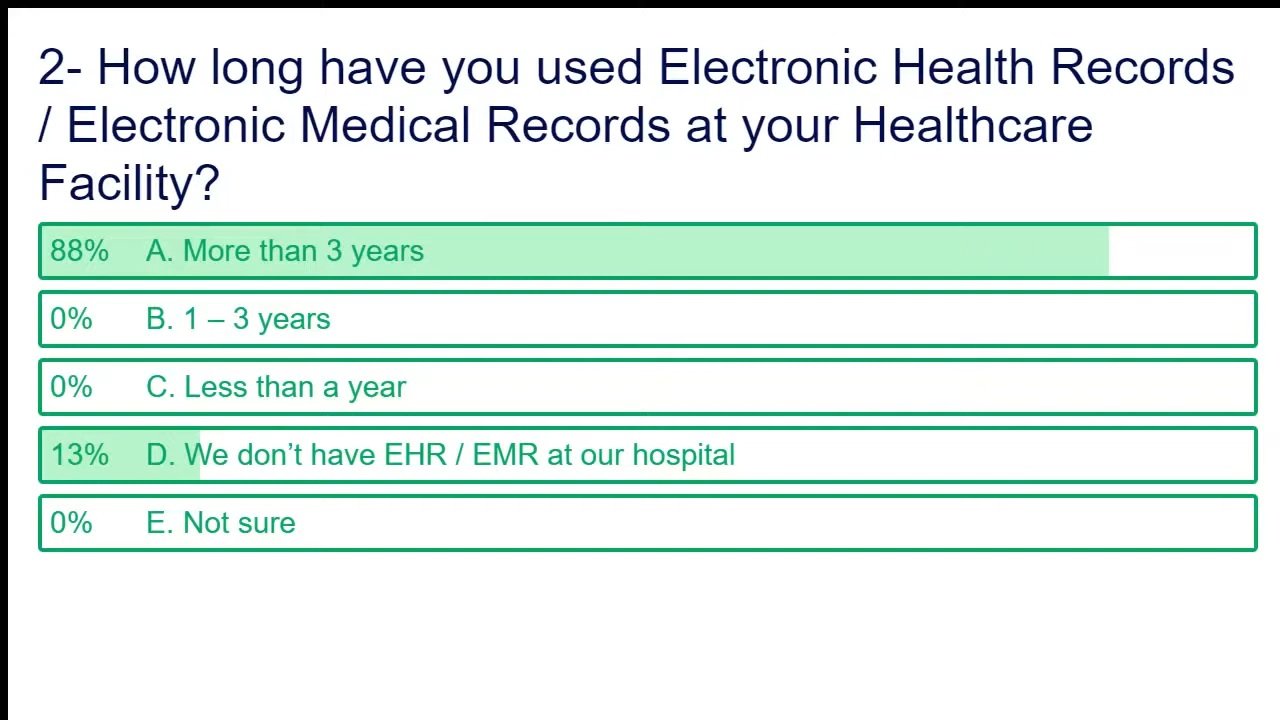 2- How long have you used Electronic Health Records
/ Electronic Medical Records at your Healthcare
Facility?
88% A. More than 3 years
0% B. 1 – 3 years
0% C. Less than a year
13% D. We don’t have EHR / EMR at our hospital
0% E. Not sure